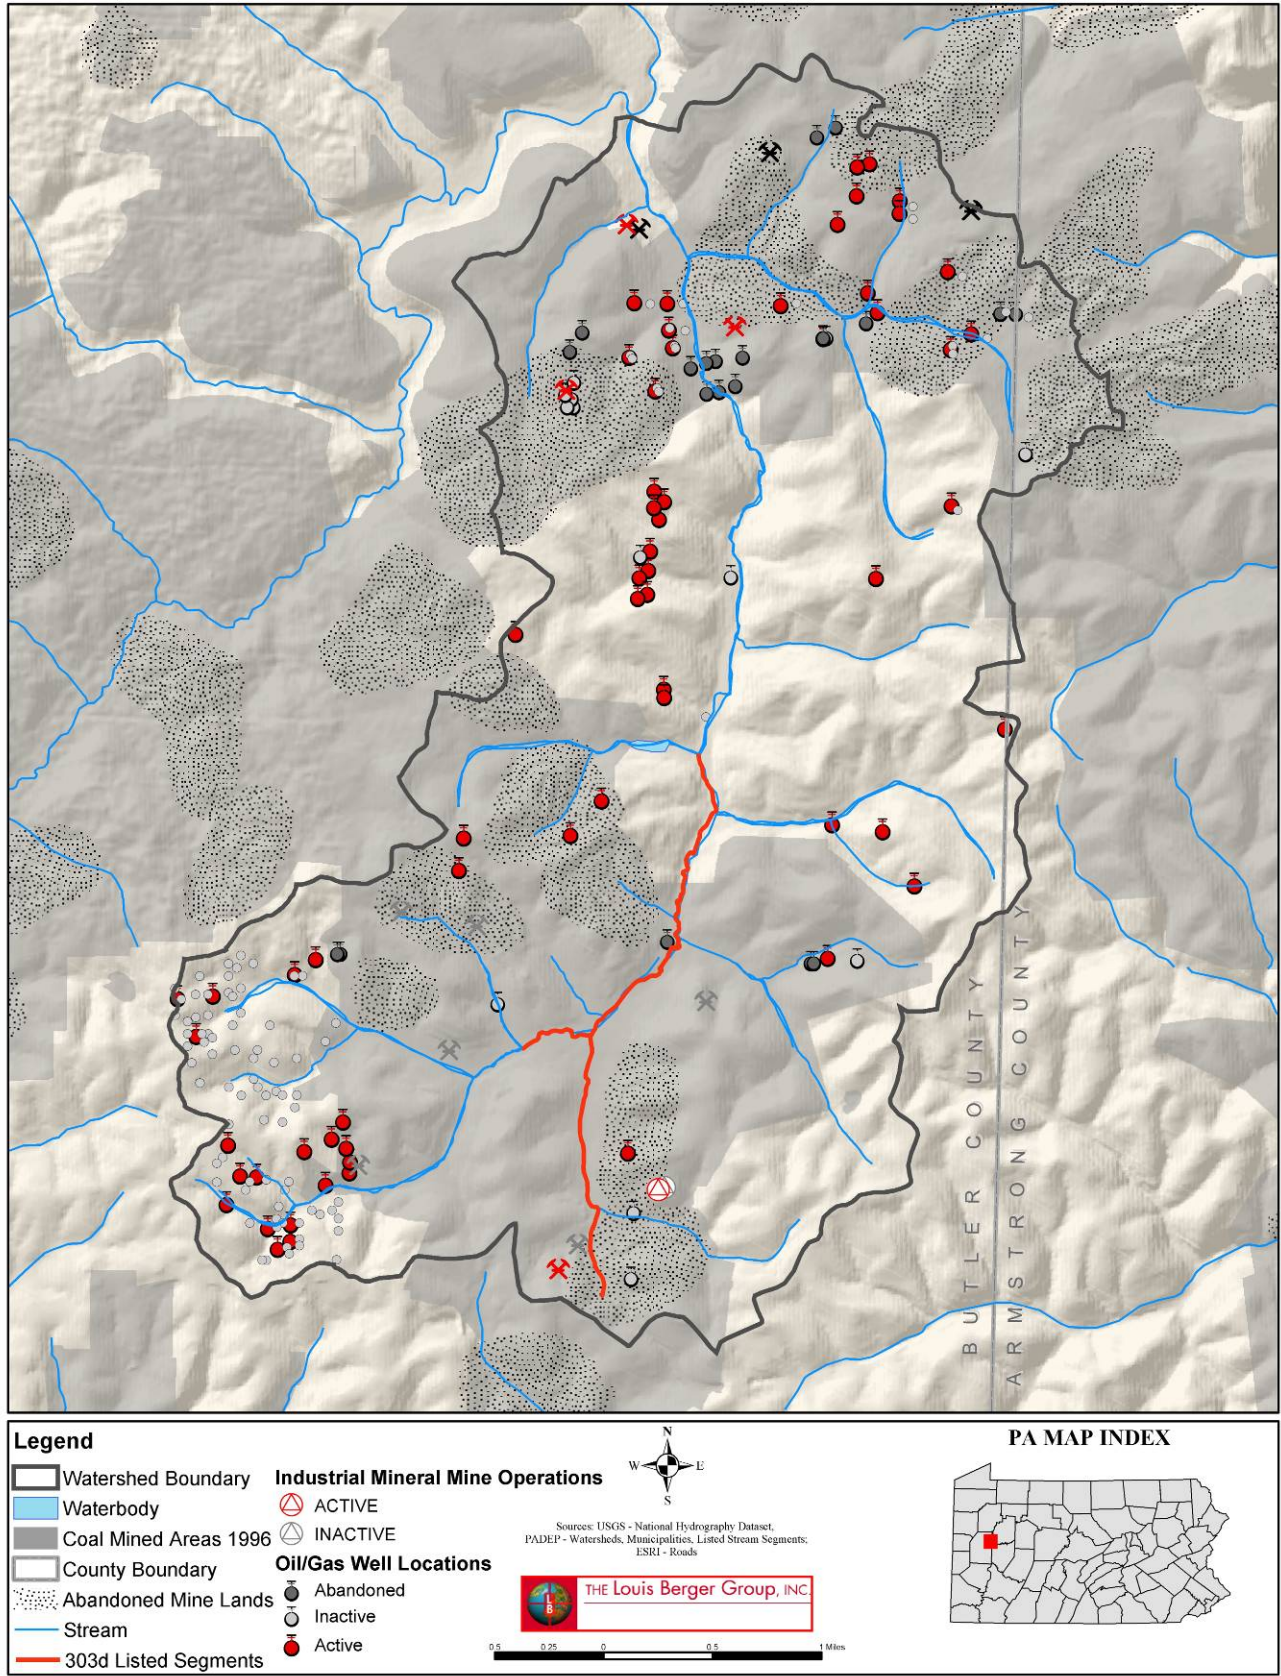 BUTLER COUNTY
ARMSTRONG COUNTY
Legend
Watershed Boundary
Waterbody
Coal Mined Areas 1996
County Boundary
Abandoned Mine Lands
Stream
303d Listed Segments
Industrial Mineral Mine Operations
ACTIVE
INACTIVE
Oil/Gas Well Locations
Abandoned
Inactive
Active
N
W E
S
Sources: USGS - National Hydrography Dataset,
PADEP - Watersheds, Municipalities, Listed Stream Segments;
ESRI - Roads
L
B
THE Louis Berger Group, INC.
0.5 0.25 0 0.5 1 Miles
PA MAP INDEX